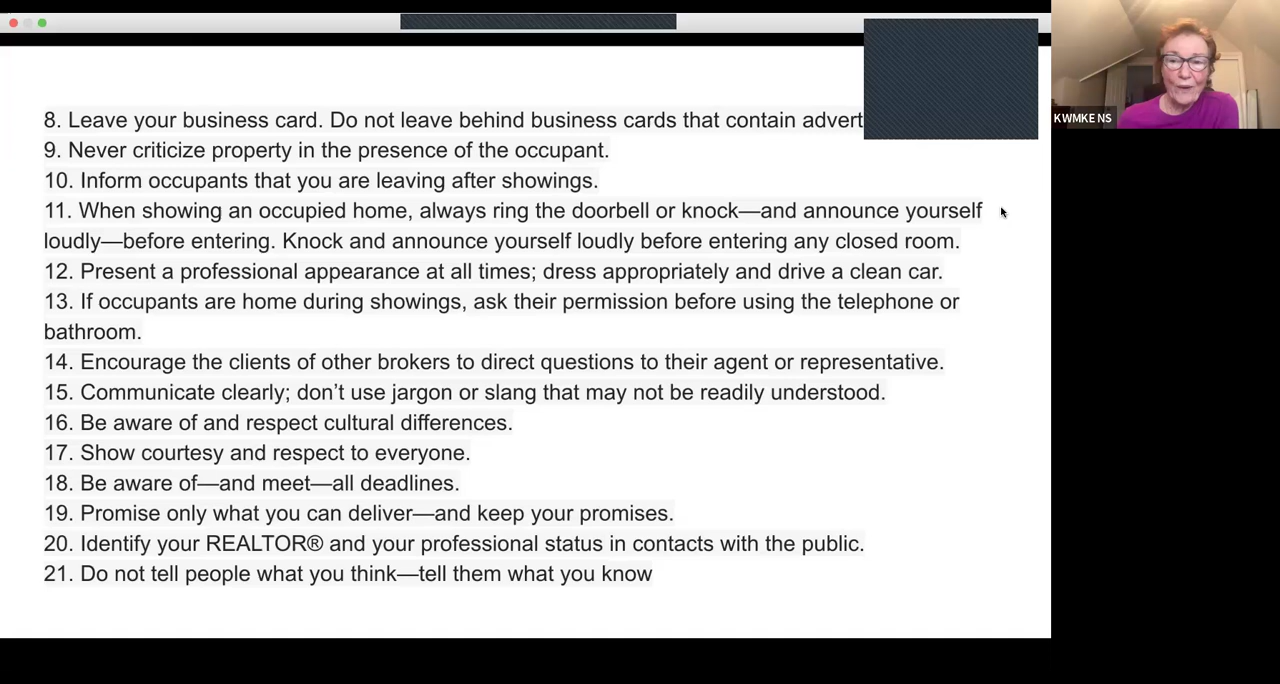 8. Leave your business card. Do not leave behind business cards that contain
9. Never criticize property in the presence of the occupant.
10. Inform occupants that you are leaving after showings.
11. When showing an occupied home, always ring the doorbell or knock—and announce yourself
loudly—before entering. Knock and announce yourself loudly before entering any closed room.
12. Present a professional appearance at all times; dress appropriately and drive a clean car.
13. If occupants are home during showings, ask their permission before using the telephone or
bathroom.
14. Encourage the clients of other brokers to direct questions to their agent or representative.
15. Communicate clearly; don’t use jargon or slang that may not be readily understood.
16. Be aware of and respect cultural differences.
17. Show courtesy and respect to everyone.
18. Be aware of—and meet—all deadlines.
19. Promise only what you can deliver—and keep your promises.
20. Identify your REALTOR® and your professional status in contacts with the public.
21. Do not tell people what you think—tell them what you know
KWMKE NS